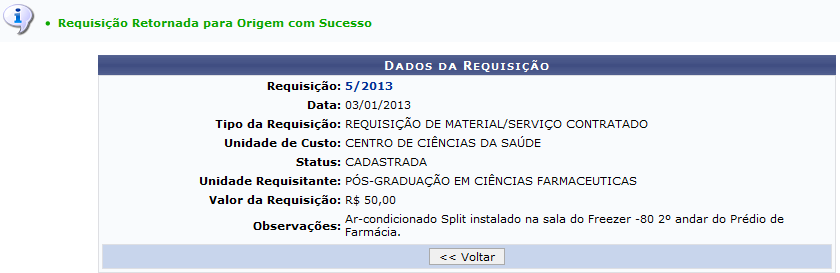 Requisição Retornada para Origem com Sucesso
DADOS DA REQUISIÇÃO
Requisição: 5/2013
Data: 03/01/2013
Tipo da Requisição: REQUISIÇÃO DE MATERIAL/SERVIÇO CONTRATADO
Unidade de Custo: CENTRO DE CIÊNCIAS DA SAÚDE
Status: CADASTRADA
Unidade Requisitante: PÓS-GRADUAÇÃO EM CIÊNCIAS FARMACEUTICAS
Valor da Requisição: R$ 50,00
Observações: Ar-condicionado Split instalado na sala do Freezer -80 2º andar do Prédio de
Farmácia.
<< Voltar